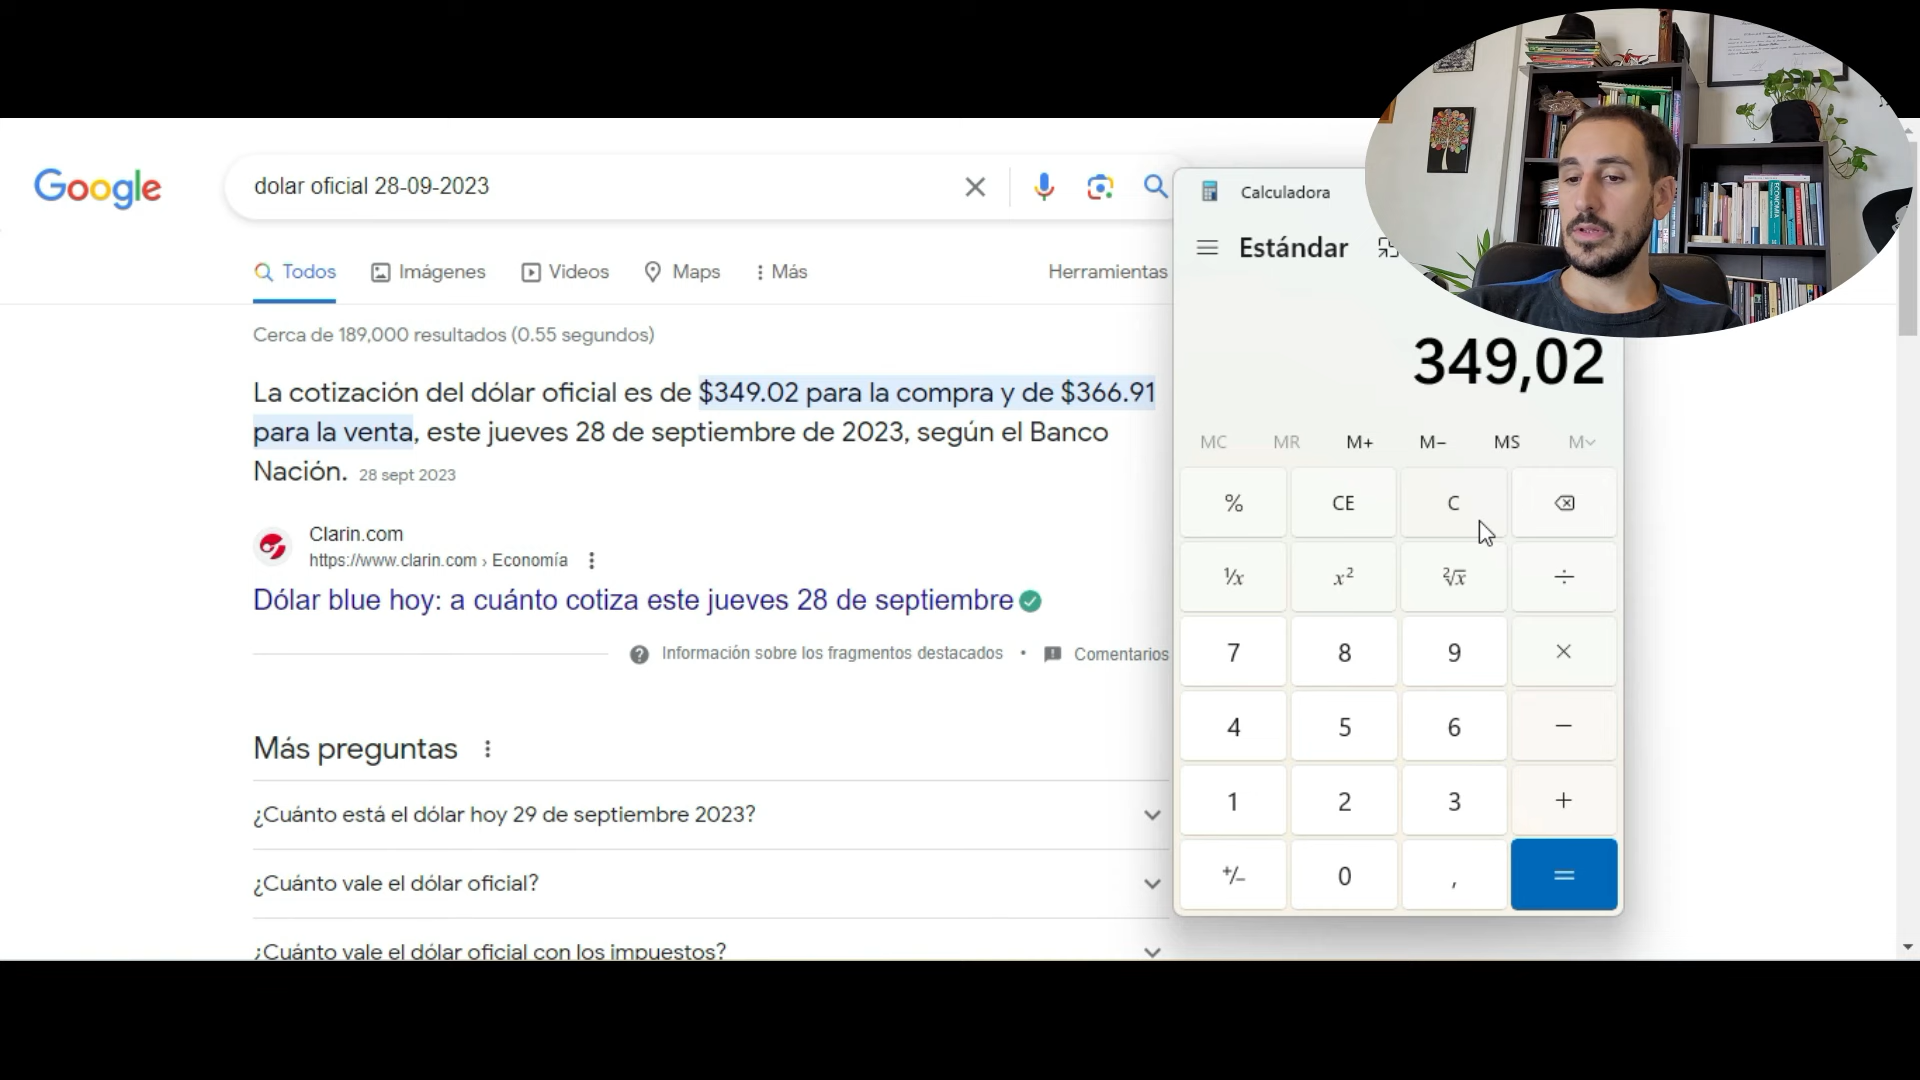 Google
dolar oficial 28-09-2023
Todos
Imágenes
Videos
Maps
Más
Herramientas
Cerca de 189,000 resultados (0.55 segundos)
La cotización del dólar oficial es de $349.02 para la compra y de $366.91
para la venta, este jueves 28 de septiembre de 2023, según el Banco
Nación. 28 sept 2023
Clarin.com
https://www.clarin.com › Economía
Dólar blue hoy: a cuánto cotiza este jueves 28 de septiembre
Información sobre los fragmentos destacados • Comentarios
Más preguntas
¿Cuánto está el dólar hoy 29 de septiembre 2023?
¿Cuánto vale el dólar oficial?
¿Cuánto vale el dólar oficial con los impuestos?
Calculadora
Estándar
349,02
MC MR M+ M− MS M
% CE C
¹/x x² ²√x ÷
7 8 9 ×
4 5 6 −
1 2 3 +
+/− 0 , =
ECONOMIA